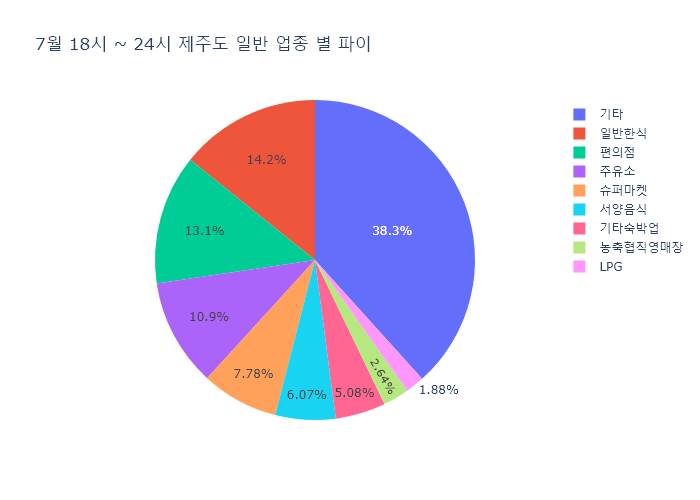 7월 18시 ~ 24시 제주도 일반 업종 별 파이
기타
일반한식
편의점
주유소
슈퍼마켓
서양음식
기타숙박업
농축협직영매장
LPG
38.3%
14.2%
13.1%
10.9%
7.78%
6.07%
5.08%
2.64%
1.88%